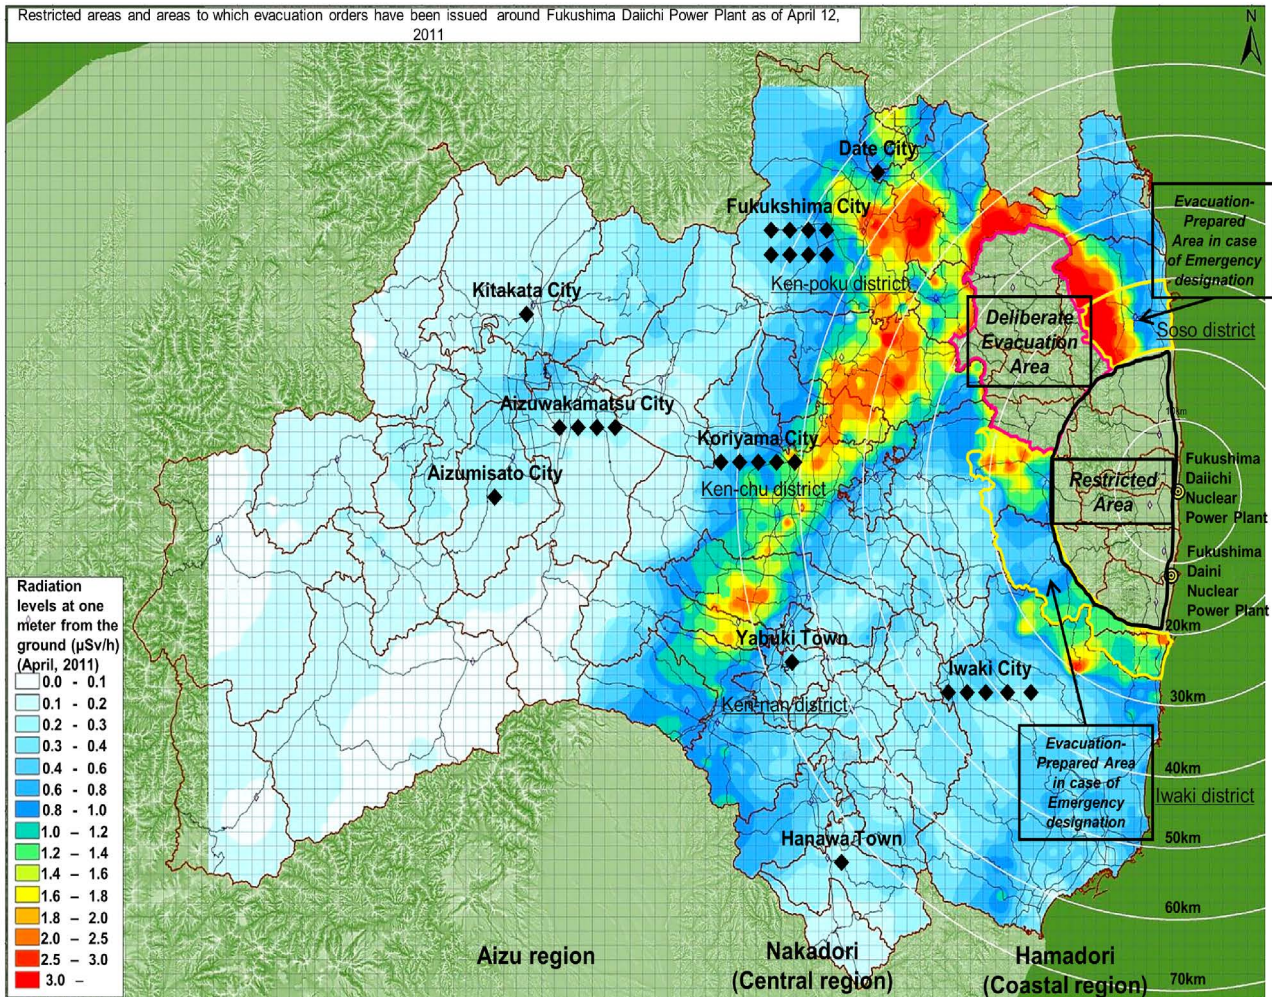 Restricted areas and areas to which evacuation orders have been issued around Fukushima Daiichi Power Plant as of April 12,
2011
N
Date City
Fukukshima City
Ken-poku district
Evacuation-
Prepared
Area in case
of Emergency
designation
Soso district
Kitakata City
Deliberate
Evacuation
Area
Aizuwakamatsu City
Koriyama City
Ken-chu district
10km
Aizumisato City
Restricted
Area
Fukushima
Daiichi
Nuclear
Power Plant
Fukushima
Daini
Nuclear
Power Plant
20km
Yabuki Town
Iwaki City
30km
Ken-nan district
Evacuation-
Prepared Area
in case of
Emergency
designation
40km
Iwaki district
50km
Hanawa Town
60km
70km
Radiation
levels at one
meter from the
ground (µSv/h)
(April, 2011)
0.0 - 0.1
0.1 - 0.2
0.2 - 0.3
0.3 - 0.4
0.4 - 0.6
0.6 - 0.8
0.8 - 1.0
1.0 – 1.2
1.2 – 1.4
1.4 – 1.6
1.6 – 1.8
1.8 – 2.0
2.0 – 2.5
2.5 – 3.0
3.0 –
Aizu region
Nakadori
(Central region)
Hamadori
(Coastal region)